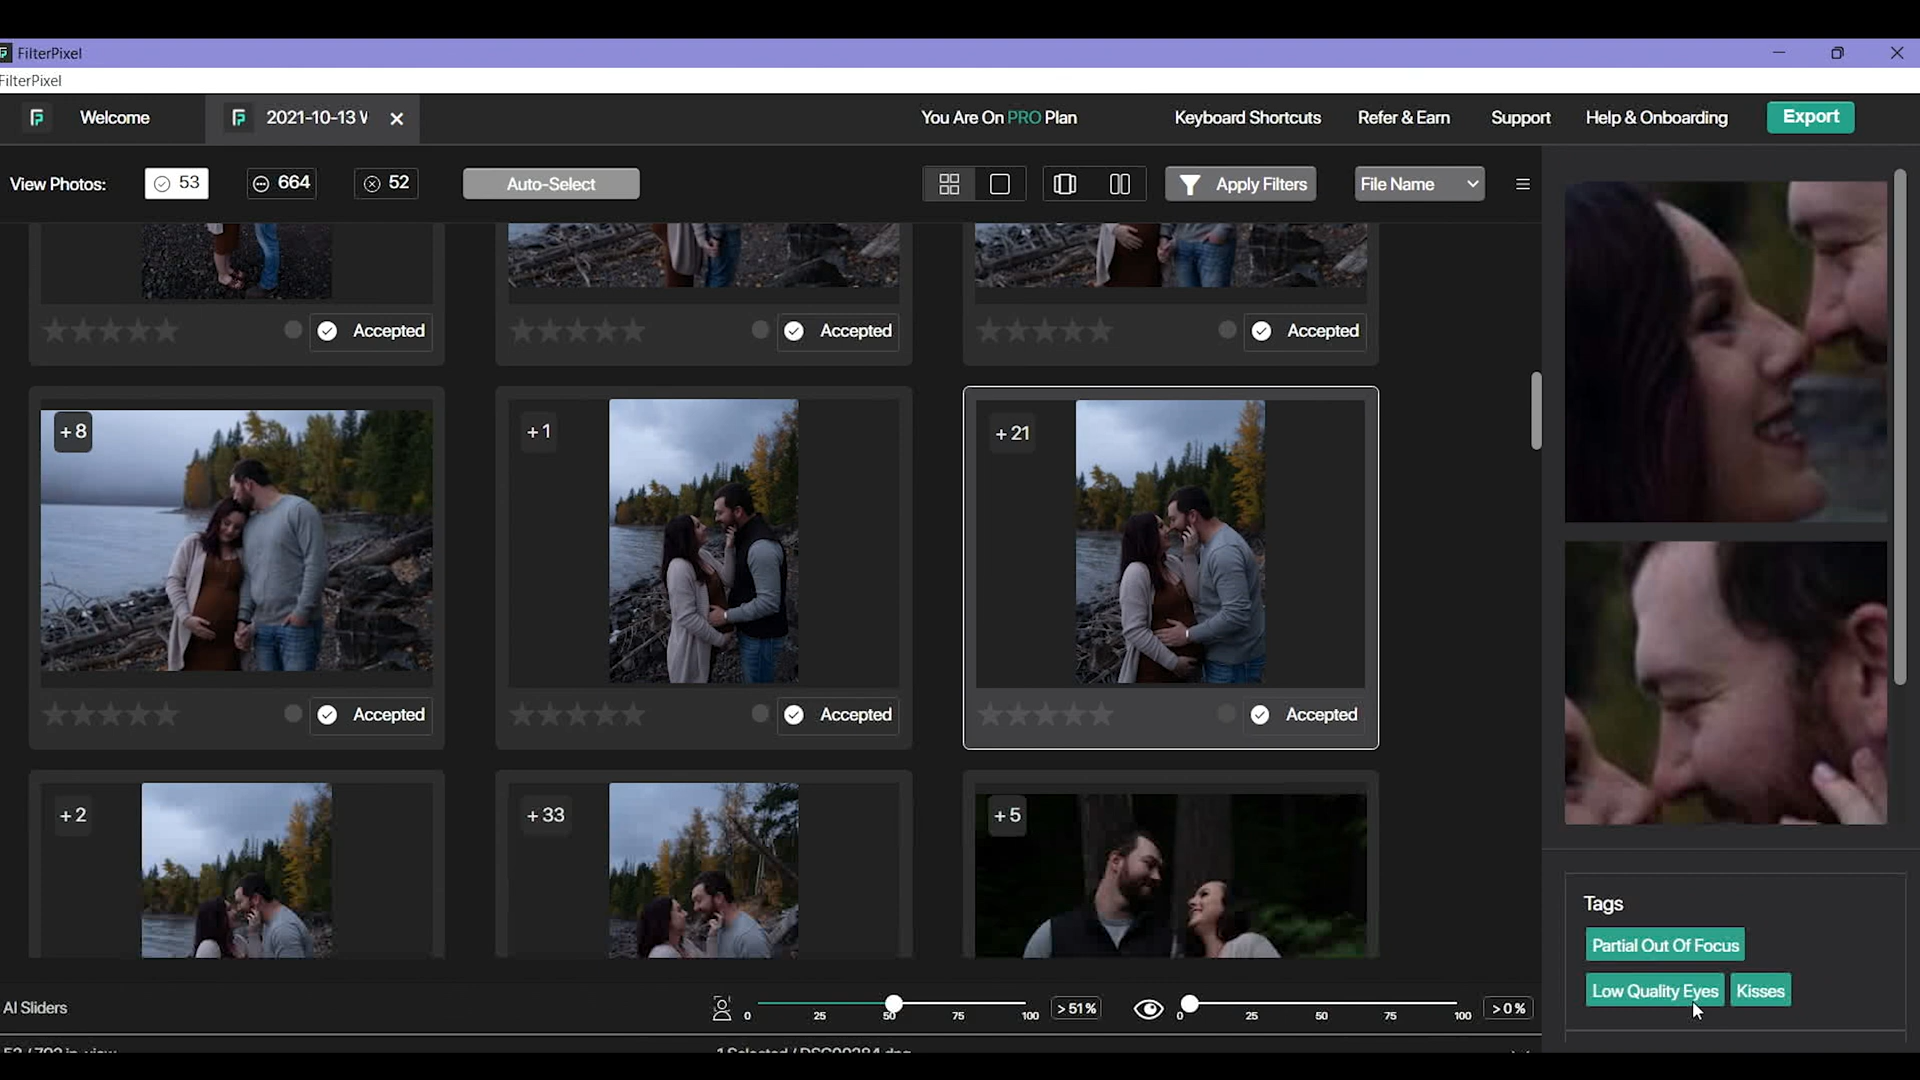 FilterPixel
FilterPixel
Welcome
2021-10-13 V
You Are On PRO Plan
Keyboard Shortcuts
Refer & Earn
Support
Help & Onboarding
Export
View Photos:
53
664
52
Auto-Select
Apply Filters
File Name
Accepted
Accepted
Accepted
+8
+1
+21
Accepted
Accepted
Accepted
+2
+33
+5
Tags
Partial Out Of Focus
Low Quality Eyes
Kisses
AI Sliders
0 25 50 75 100
>51%
0 25 50 75 100
>0%